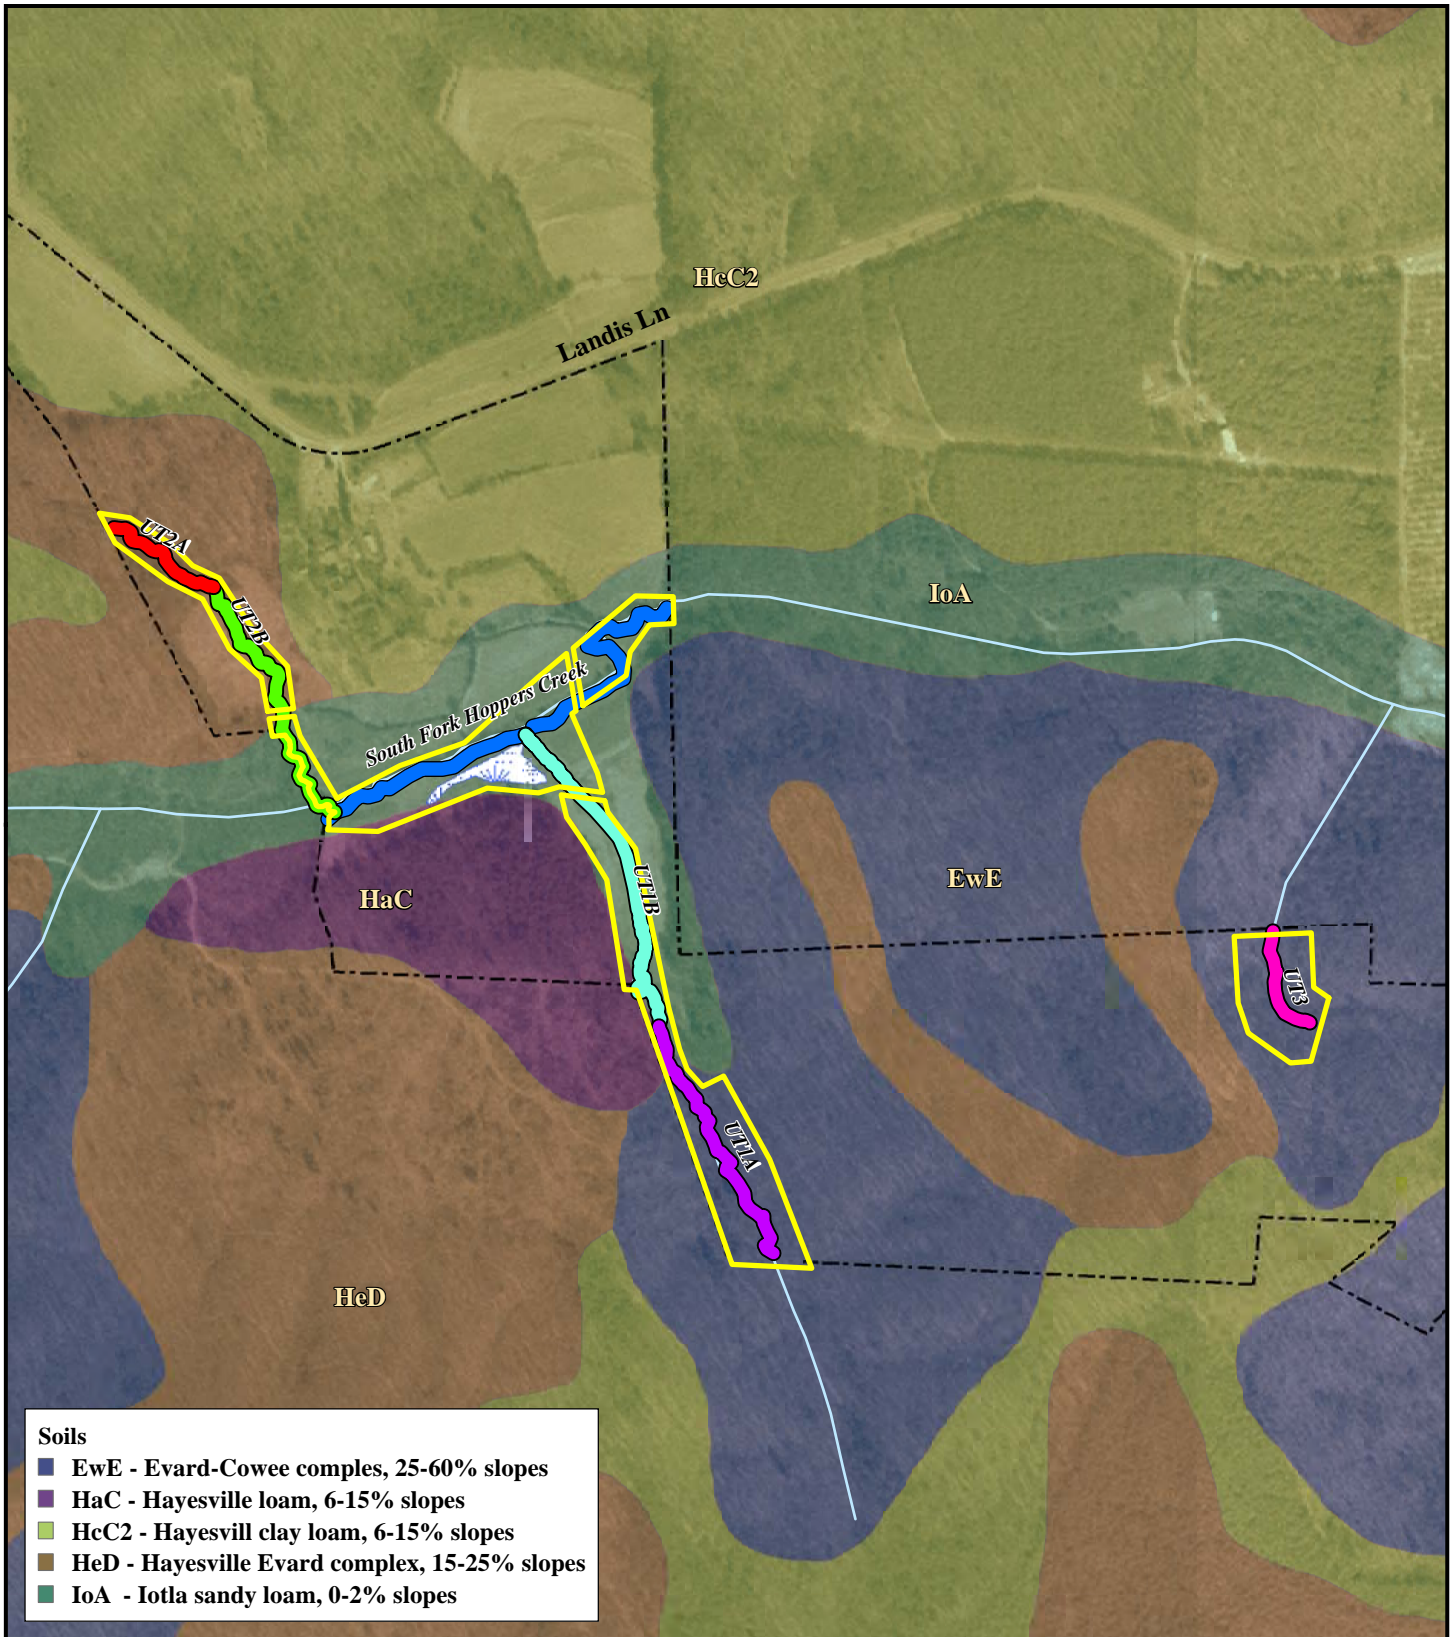 HcC2
Landis Ln
UT2A
IoA
UT2B
South Fork Hoppers Creek
EwE
HaC
UT1B
UT3
UT1A
HeD
Soils
EwE - Evard-Cowee comples, 25-60% slopes
HaC - Hayesville loam, 6-15% slopes
HcC2 - Hayesvill clay loam, 6-15% slopes
HeD - Hayesville Evard complex, 15-25% slopes
IoA - Iotla sandy loam, 0-2% slopes